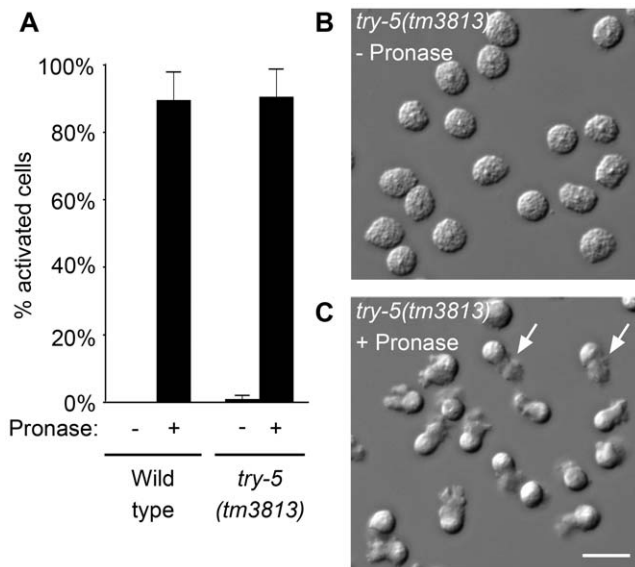 A
100%
80%
60%
40%
20%
0%
% activated cells
Pronase: - + - +
Wild type
try-5 (tm3813)
B
try-5(tm3813)
- Pronase
C
try-5(tm3813)
+ Pronase